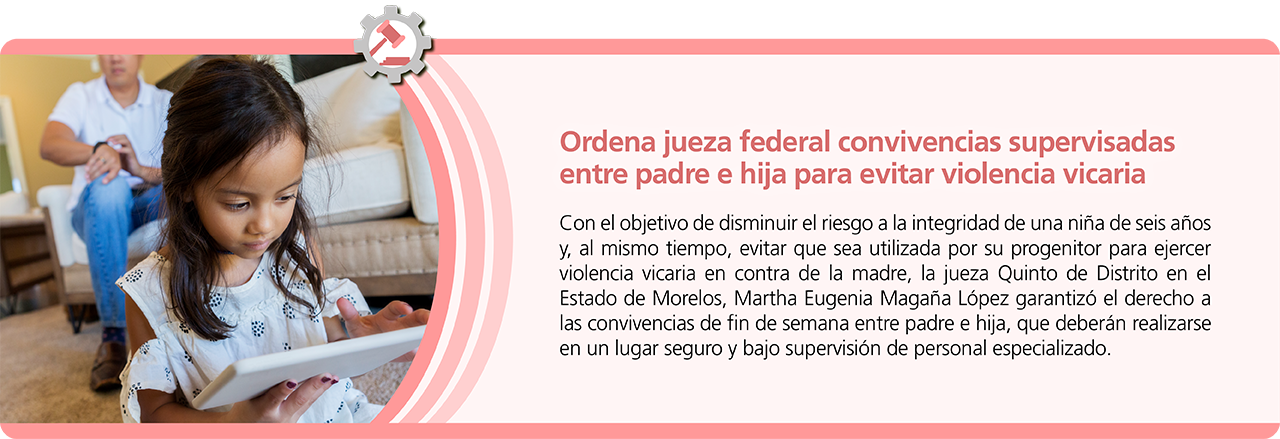 Ordena jueza federal convivencias supervisadas
entre padre e hija para evitar violencia vicaria
Con el objetivo de disminuir el riesgo a la integridad de una niña de seis años
y, al mismo tiempo, evitar que sea utilizada por su progenitor para ejercer
violencia vicaria en contra de la madre, la jueza Quinto de Distrito en el
Estado de Morelos, Martha Eugenia Magaña López garantizó el derecho a
las convivencias de fin de semana entre padre e hija, que deberán realizarse
en un lugar seguro y bajo supervisión de personal especializado.